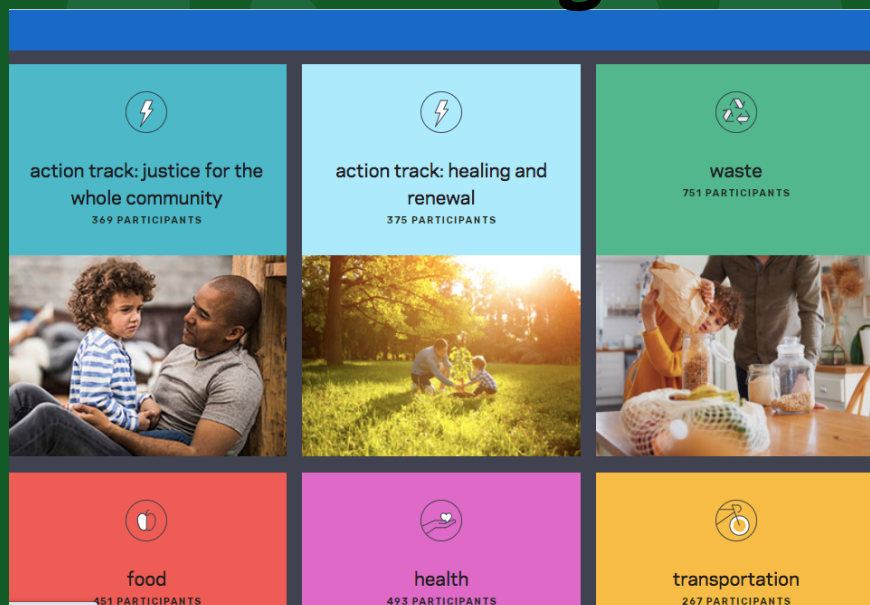 action track: justice for the
whole community
369 PARTICIPANTS
action track: healing and
renewal
375 PARTICIPANTS
waste
751 PARTICIPANTS
food
451 PARTICIPANTS
health
493 PARTICIPANTS
transportation
267 PARTICIPANTS